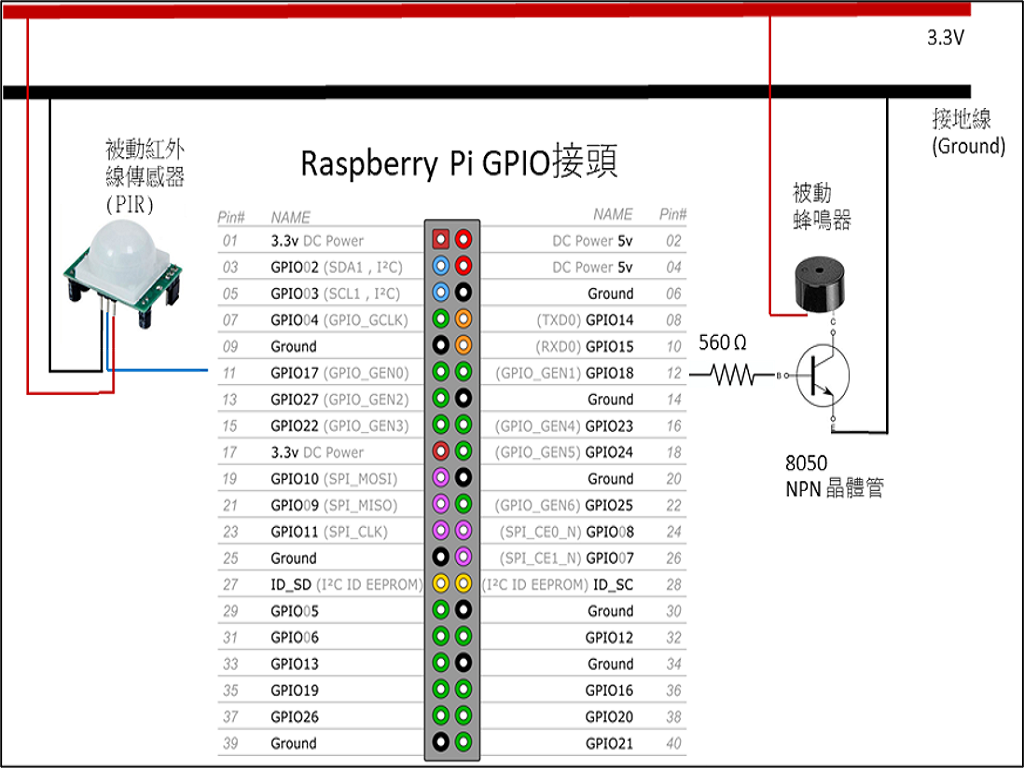 3.3V
接地線
(Ground)
被動紅外
線傳感器
(PIR)
Raspberry Pi GPIO接頭
被動
蜂鳴器
Pin# NAME NAME Pin#
01 3.3v DC Power DC Power 5v 02
03 GPIO02 (SDA1 , I²C) DC Power 5v 04
05 GPIO03 (SCL1 , I²C) Ground 06
07 GPIO04 (GPIO_GCLK) (TXD0) GPIO14 08
09 Ground (RXD0) GPIO15 10
11 GPIO17 (GPIO_GEN0) (GPIO_GEN1) GPIO18 12
13 GPIO27 (GPIO_GEN2) Ground 14
15 GPIO22 (GPIO_GEN3) (GPIO_GEN4) GPIO23 16
17 3.3v DC Power (GPIO_GEN5) GPIO24 18
19 GPIO10 (SPI_MOSI) Ground 20
21 GPIO09 (SPI_MISO) (GPIO_GEN6) GPIO25 22
23 GPIO11 (SPI_CLK) (SPI_CE0_N) GPIO08 24
25 Ground (SPI_CE1_N) GPIO07 26
27 ID_SD (I²C ID EEPROM) (I²C ID EEPROM) ID_SC 28
29 GPIO05 Ground 30
31 GPIO06 GPIO12 32
33 GPIO13 Ground 34
35 GPIO19 GPIO16 36
37 GPIO26 GPIO20 38
39 Ground GPIO21 40
560 Ω
C
B
E
8050
NPN 晶體管